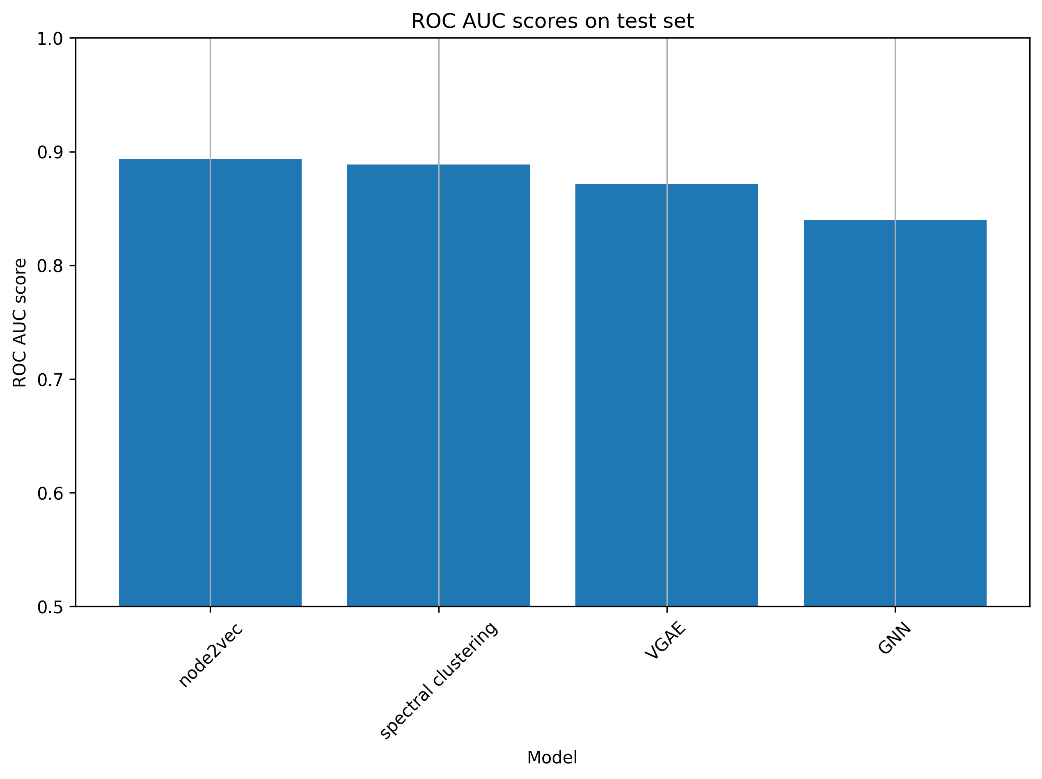 ROC AUC scores on test set
1.0
0.9
0.8
0.7
0.6
0.5
ROC AUC score
node2vec
spectral clustering
VGAE
GNN
Model